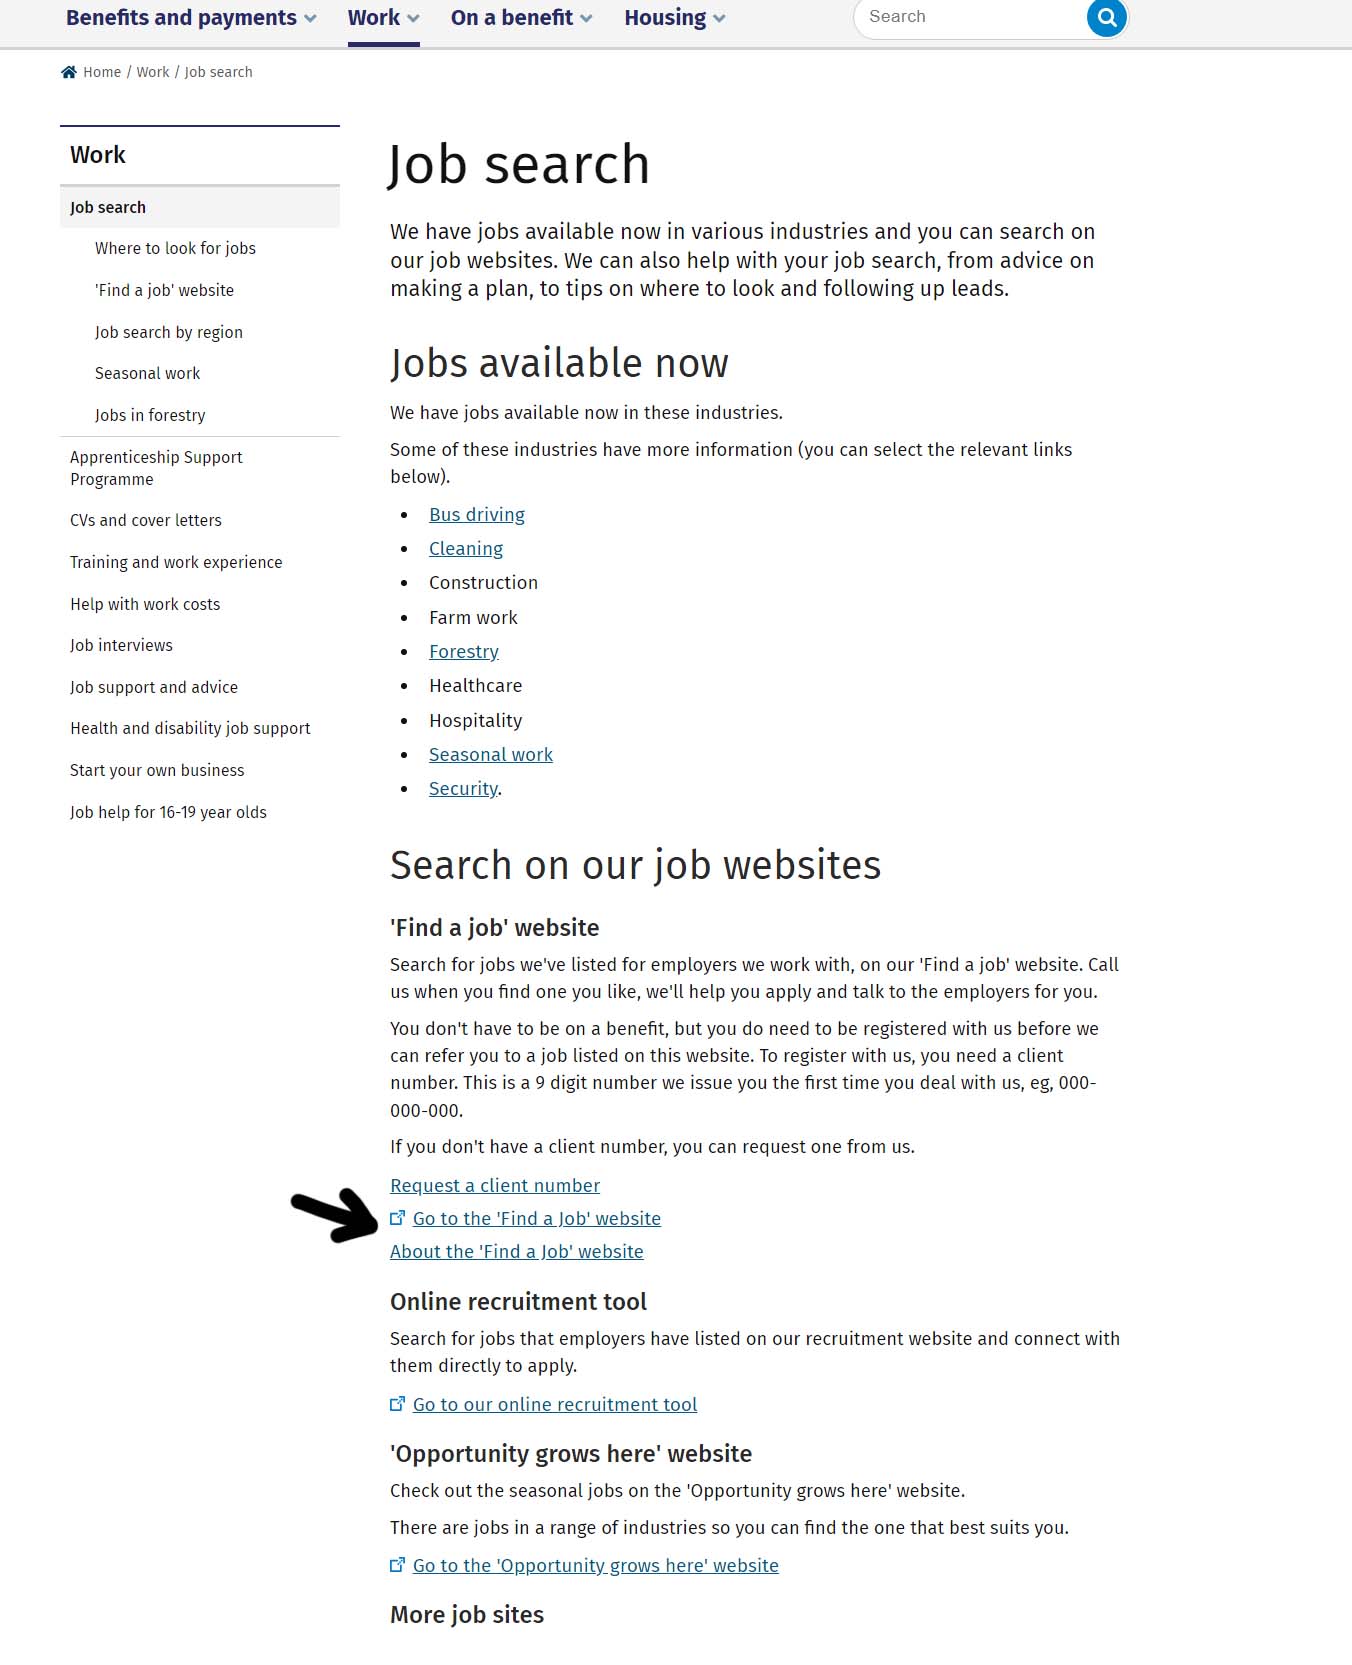 Benefits and payments Work On a benefit Housing Search
Home / Work / Job search
Work
Job search
Where to look for jobs
'Find a job' website
Job search by region
Seasonal work
Jobs in forestry
Apprenticeship Support
Programme
CVs and cover letters
Training and work experience
Help with work costs
Job interviews
Job support and advice
Health and disability job support
Start your own business
Job help for 16-19 year olds
Job search
We have jobs available now in various industries and you can search on
our job websites. We can also help with your job search, from advice on
making a plan, to tips on where to look and following up leads.
Jobs available now
We have jobs available now in these industries.
Some of these industries have more information (you can select the relevant links
below).
• Bus driving
• Cleaning
• Construction
• Farm work
• Forestry
• Healthcare
• Hospitality
• Seasonal work
• Security.
Search on our job websites
'Find a job' website
Search for jobs we've listed for employers we work with, on our 'Find a job' website. Call
us when you find one you like, we'll help you apply and talk to the employers for you.
You don't have to be on a benefit, but you do need to be registered with us before we
can refer you to a job listed on this website. To register with us, you need a client
number. This is a 9 digit number we issue you the first time you deal with us, eg, 000-
000-000.
If you don't have a client number, you can request one from us.
Request a client number
Go to the 'Find a Job' website
About the 'Find a Job' website
Online recruitment tool
Search for jobs that employers have listed on our recruitment website and connect with
them directly to apply.
Go to our online recruitment tool
'Opportunity grows here' website
Check out the seasonal jobs on the 'Opportunity grows here' website.
There are jobs in a range of industries so you can find the one that best suits you.
Go to the 'Opportunity grows here' website
More job sites